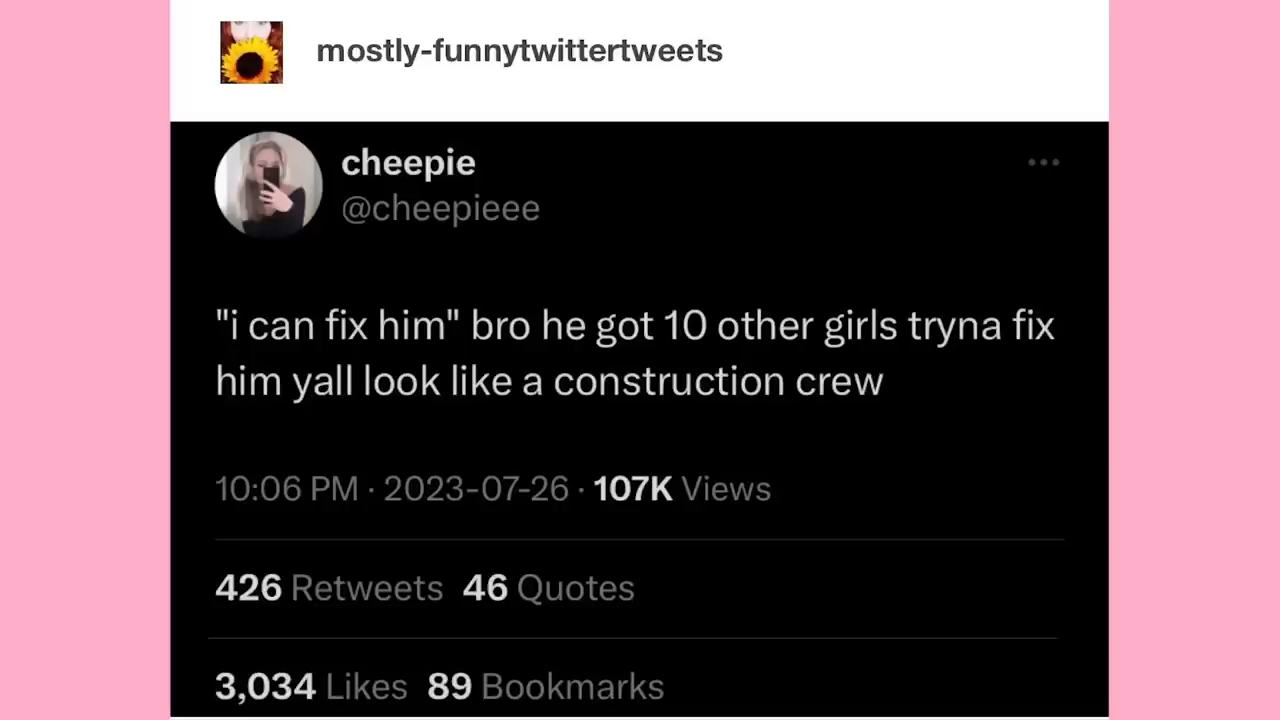 mostly-funnytwittertweets
cheepie
@cheepieee
"i can fix him" bro he got 10 other girls tryna fix
him yall look like a construction crew
10:06 PM · 2023-07-26 · 107K Views
426 Retweets 46 Quotes
3,034 Likes 89 Bookmarks